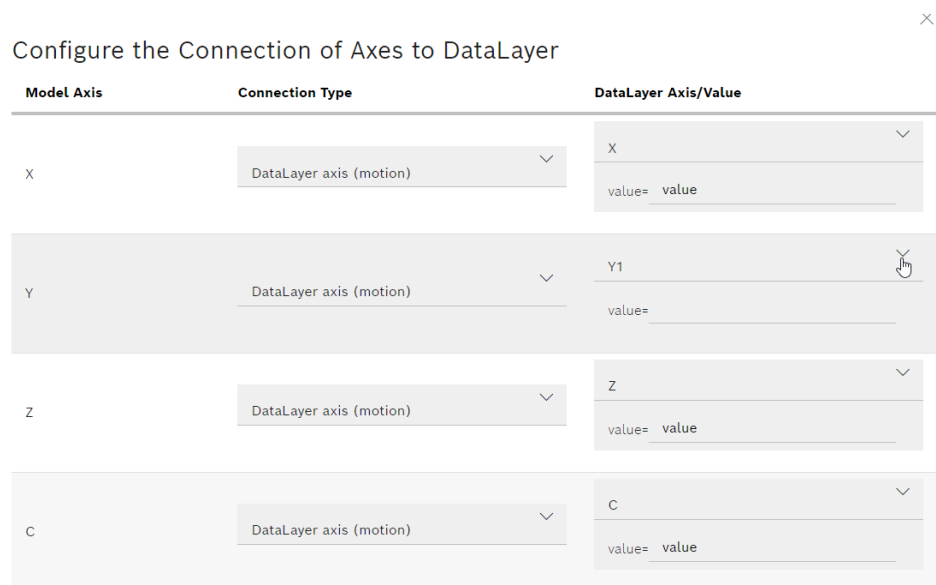 Configure the Connection of Axes to DataLayer
Model Axis Connection Type DataLayer Axis/Value
X DataLayer axis (motion) X
value= value
Y DataLayer axis (motion) Y1
value=
Z DataLayer axis (motion) Z
value= value
C DataLayer axis (motion) C
value= value